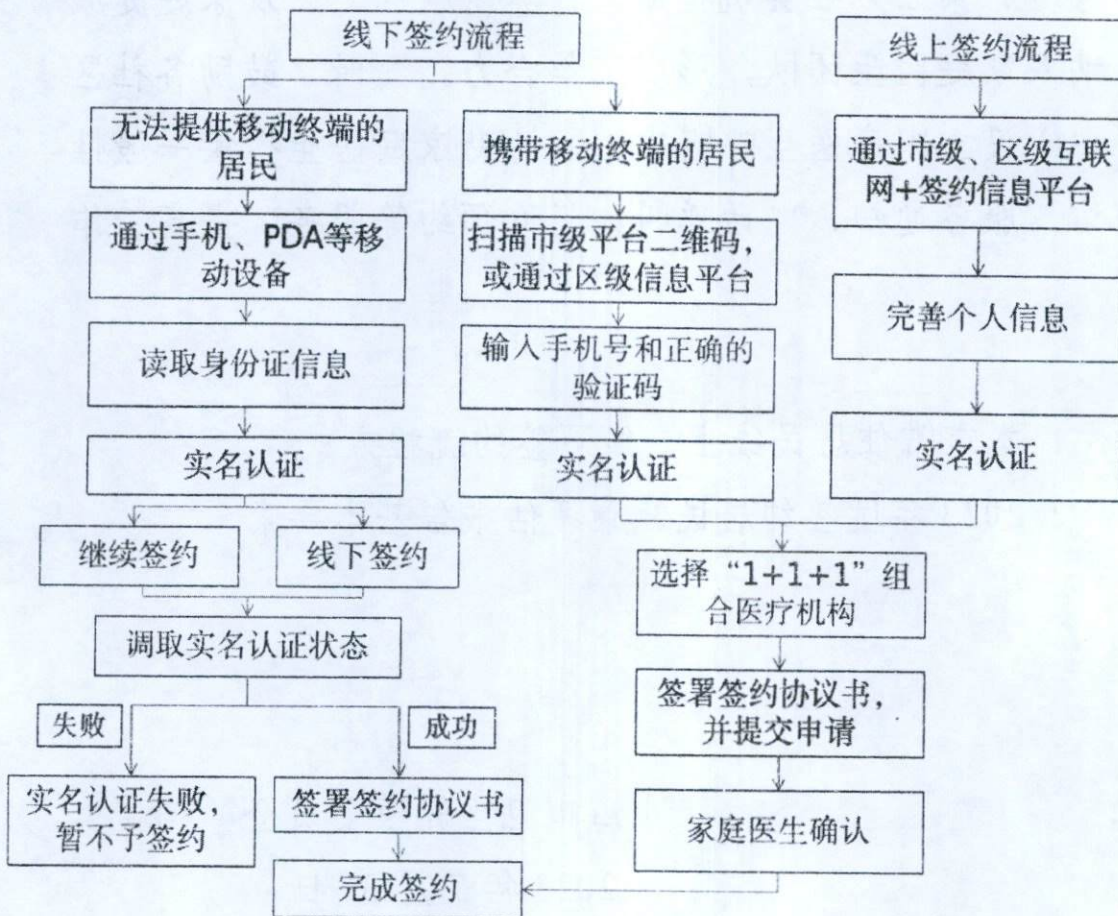 线下签约流程
线上签约流程
无法提供移动终端的
居民
携带移动终端的居民
通过市级、区级互联
网+签约信息平台
通过手机、PDA等移
动设备
扫描市级平台二维码，
或通过区级信息平台
完善个人信息
读取身份证信息
输入手机号和正确的
验证码
实名认证
实名认证
实名认证
继续签约
线下签约
选择“1+1+1”组
合医疗机构
调取实名认证状态
签署签约协议书，
并提交申请
失败
成功
实名认证失败，
暂不予签约
签署签约协议书
家庭医生确认
完成签约